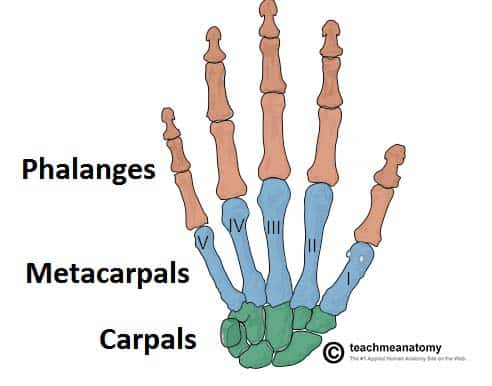 Phalanges
V
IV
III
II
I
Metacarpals
Carpals
© teachmeanatomy
The #1 Applied Human Anatomy Site on the Web.